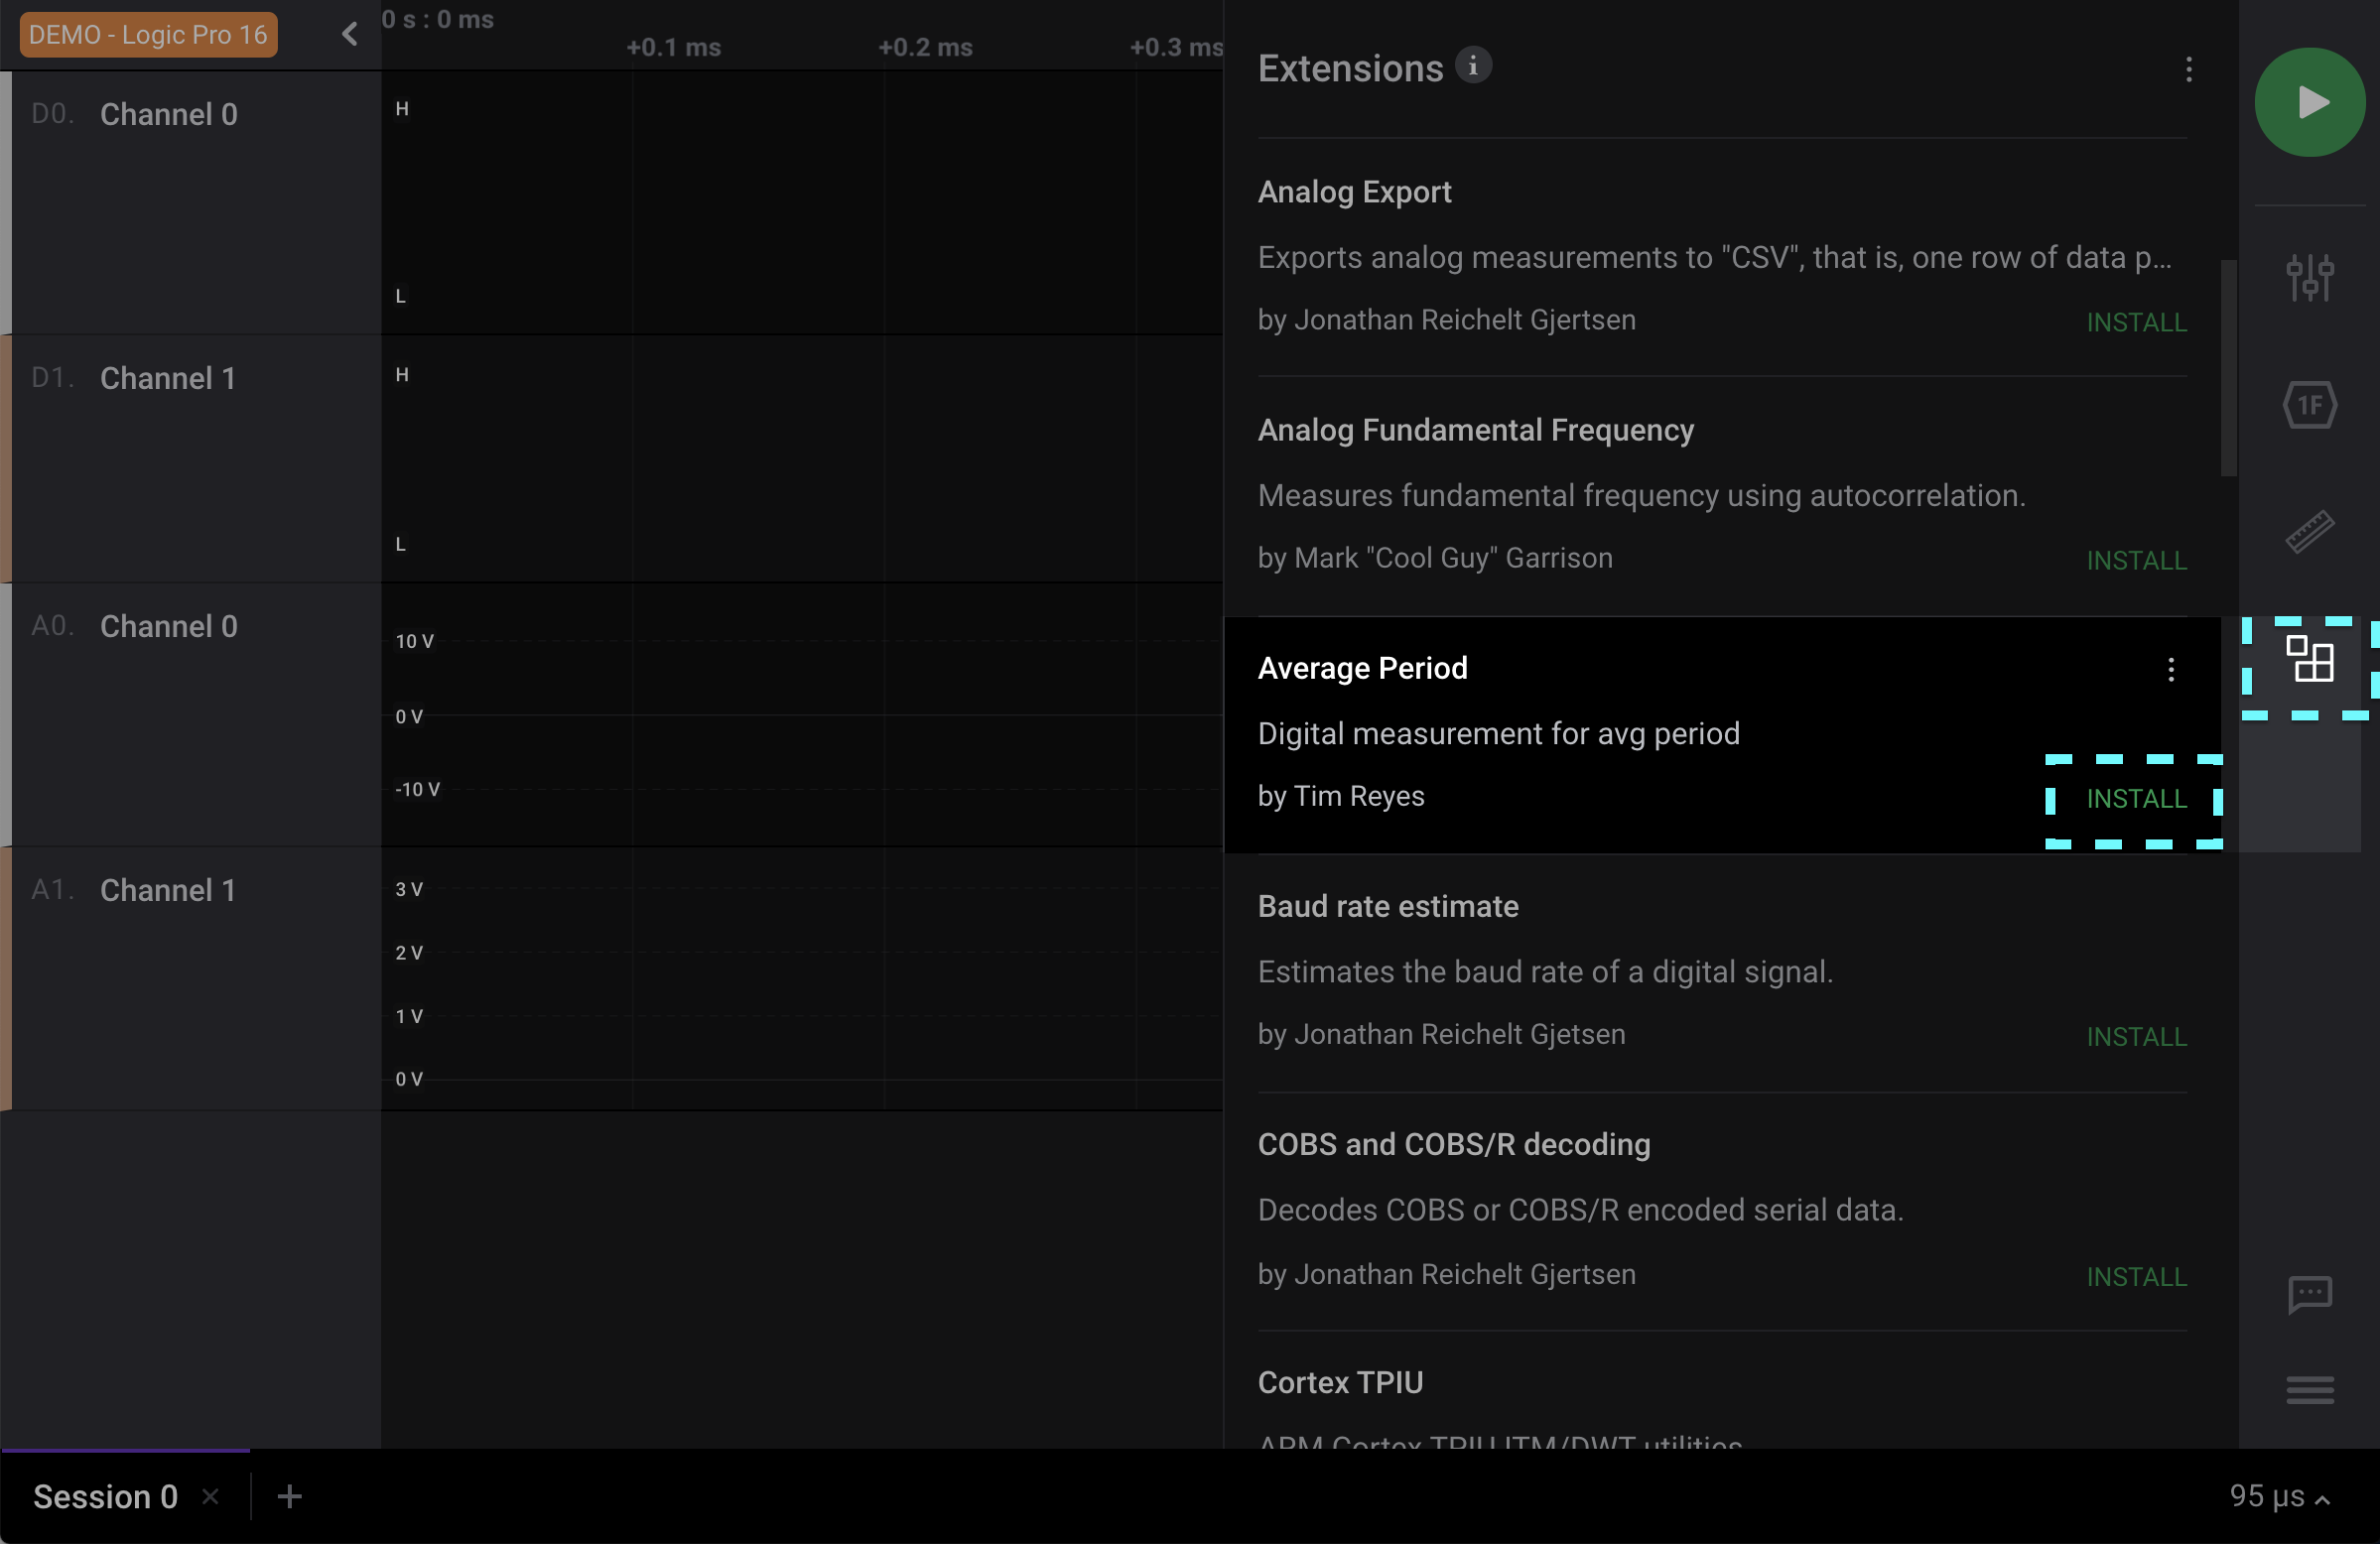 DEMO - Logic Pro 16
0 s : 0 ms
+0.1 ms
+0.2 ms
+0.3 ms
D0. Channel 0
H
L
D1. Channel 1
H
L
A0. Channel 0
10 V
0 V
-10 V
A1. Channel 1
3 V
2 V
1 V
0 V
Extensions i
Analog Export
Exports analog measurements to "CSV", that is, one row of data p...
by Jonathan Reichelt Gjertsen
INSTALL
Analog Fundamental Frequency
Measures fundamental frequency using autocorrelation.
by Mark "Cool Guy" Garrison
INSTALL
Average Period
Digital measurement for avg period
by Tim Reyes
INSTALL
Baud rate estimate
Estimates the baud rate of a digital signal.
by Jonathan Reichelt Gjetsen
INSTALL
COBS and COBS/R decoding
Decodes COBS or COBS/R encoded serial data.
by Jonathan Reichelt Gjertsen
INSTALL
Cortex TPIU
ARM Cortex TPIU ITM/DWT utilities
1F
Session 0
95 µs